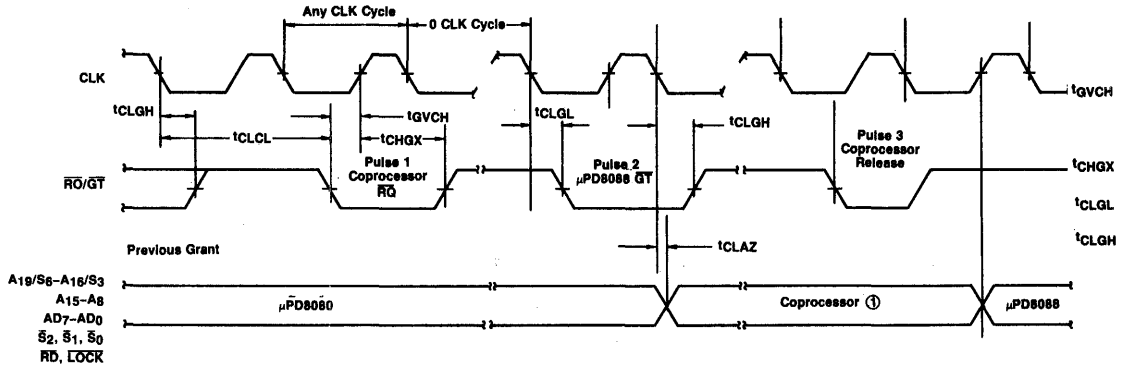 Any CLK Cycle
0 CLK Cycle
CLK
tGVCH
tCLGH
tCLCL
tGVCH
tCHGX
tCLGL
tCLGH
Pulse 1
Coprocessor
RQ
Pulse 2
μPD8088 GT
Pulse 3
Coprocessor
Release
tCHGX
RO/GT
tCLGL
tCLGH
Previous Grant
tCLAZ
A19/S6–A16/S3
A15–A8
μPD8080
Coprocessor ①
μPD8088
AD7–AD0
S2, S1, S0
RD, LOCK